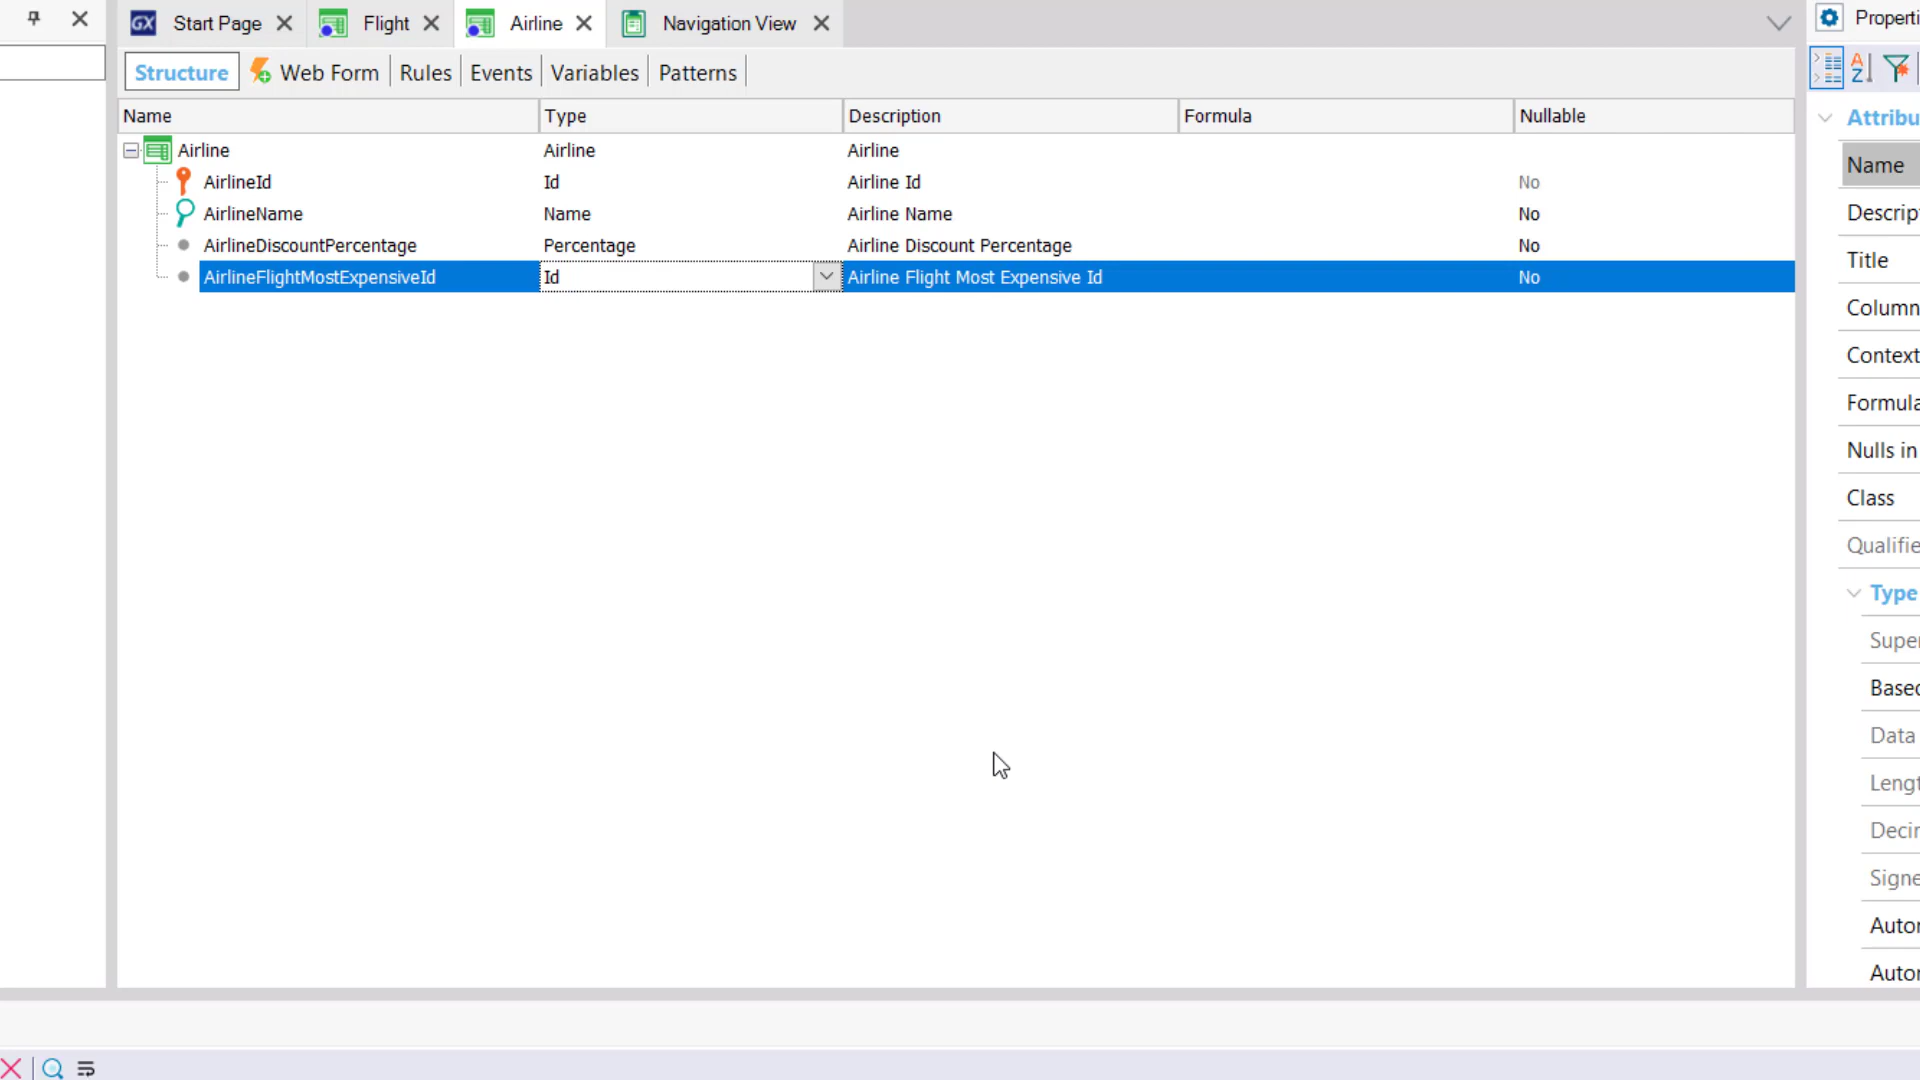 GX Start Page Flight Airline Navigation View
Structure Web Form Rules Events Variables Patterns
Name Type Description Formula Nullable
Airline Airline Airline
AirlineId Id Airline Id No
AirlineName Name Airline Name No
AirlineDiscountPercentage Percentage Airline Discount Percentage No
AirlineFlightMostExpensiveId Id Airline Flight Most Expensive Id No
Properti
AZ
Attribu
Name
Descrip
Title
Column
Context
Formula
Nulls in
Class
Qualifie
Type
Super
Based
Data
Lengt
Decim
Signe
Autor
Autor